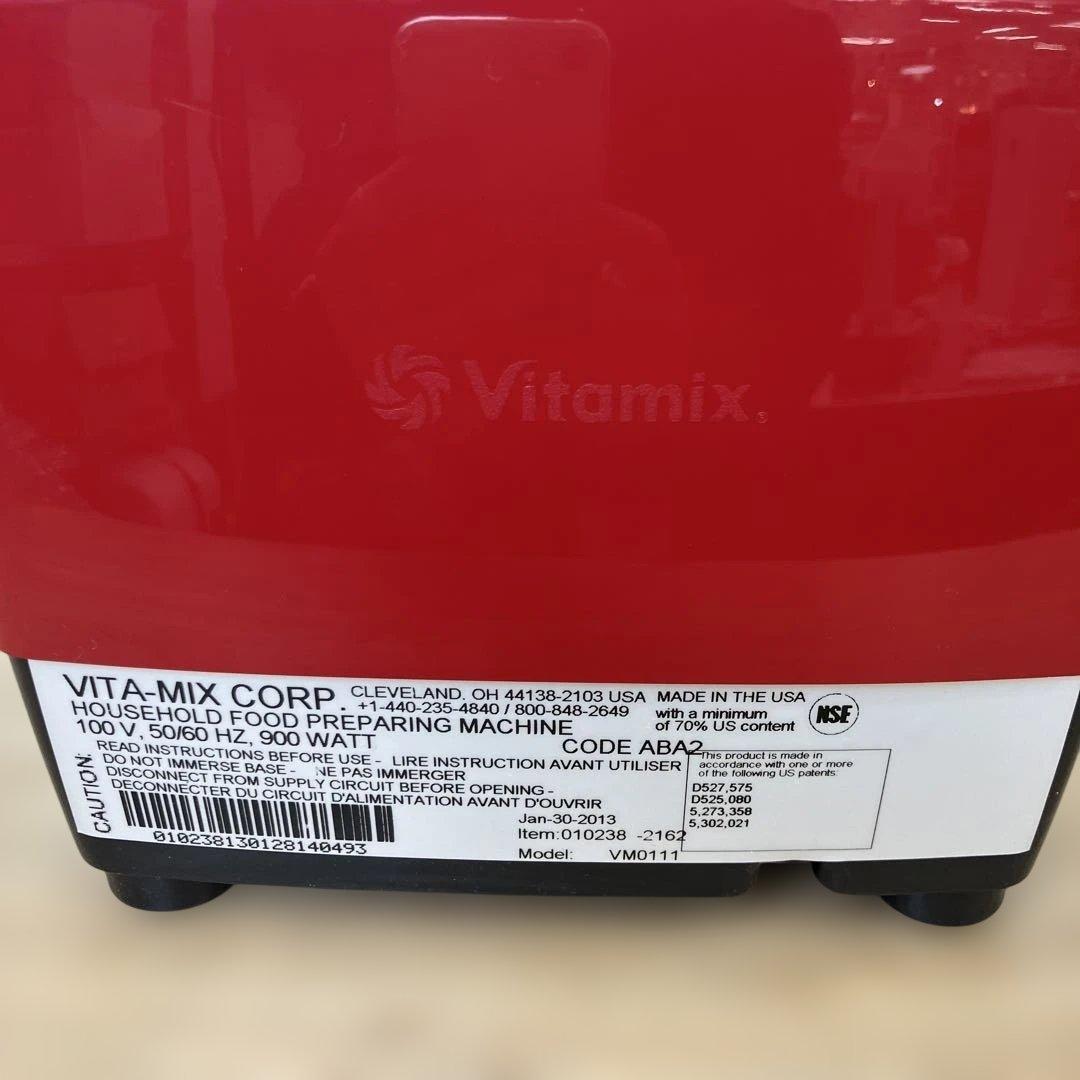 Vitamix®
VITA-MIX CORP.
CLEVELAND, OH 44138-2103 USA
+1-440-235-4840 / 800-848-2649
MADE IN THE USA
with a minimum
of 70% US content
NSF
HOUSEHOLD FOOD PREPARING MACHINE
100 V, 50/60 HZ, 900 WATT
CODE ABA2
CAUTION:
READ INSTRUCTIONS BEFORE USE - LIRE INSTRUCTION AVANT UTILISER
DO NOT IMMERSE BASE - NE PAS IMMERGER
DISCONNECT FROM SUPPLY CIRCUIT BEFORE OPENING -
DECONNECTER DU CIRCUIT D'ALIMENTATION AVANT D'OUVRIR
This product is made in
accordance with one or more
of the following US patents:
D527,575
D525,080
5,273,358
5,302,021
010238130128140493
Jan-30-2013
Item:010238 -2162
Model: VM0111